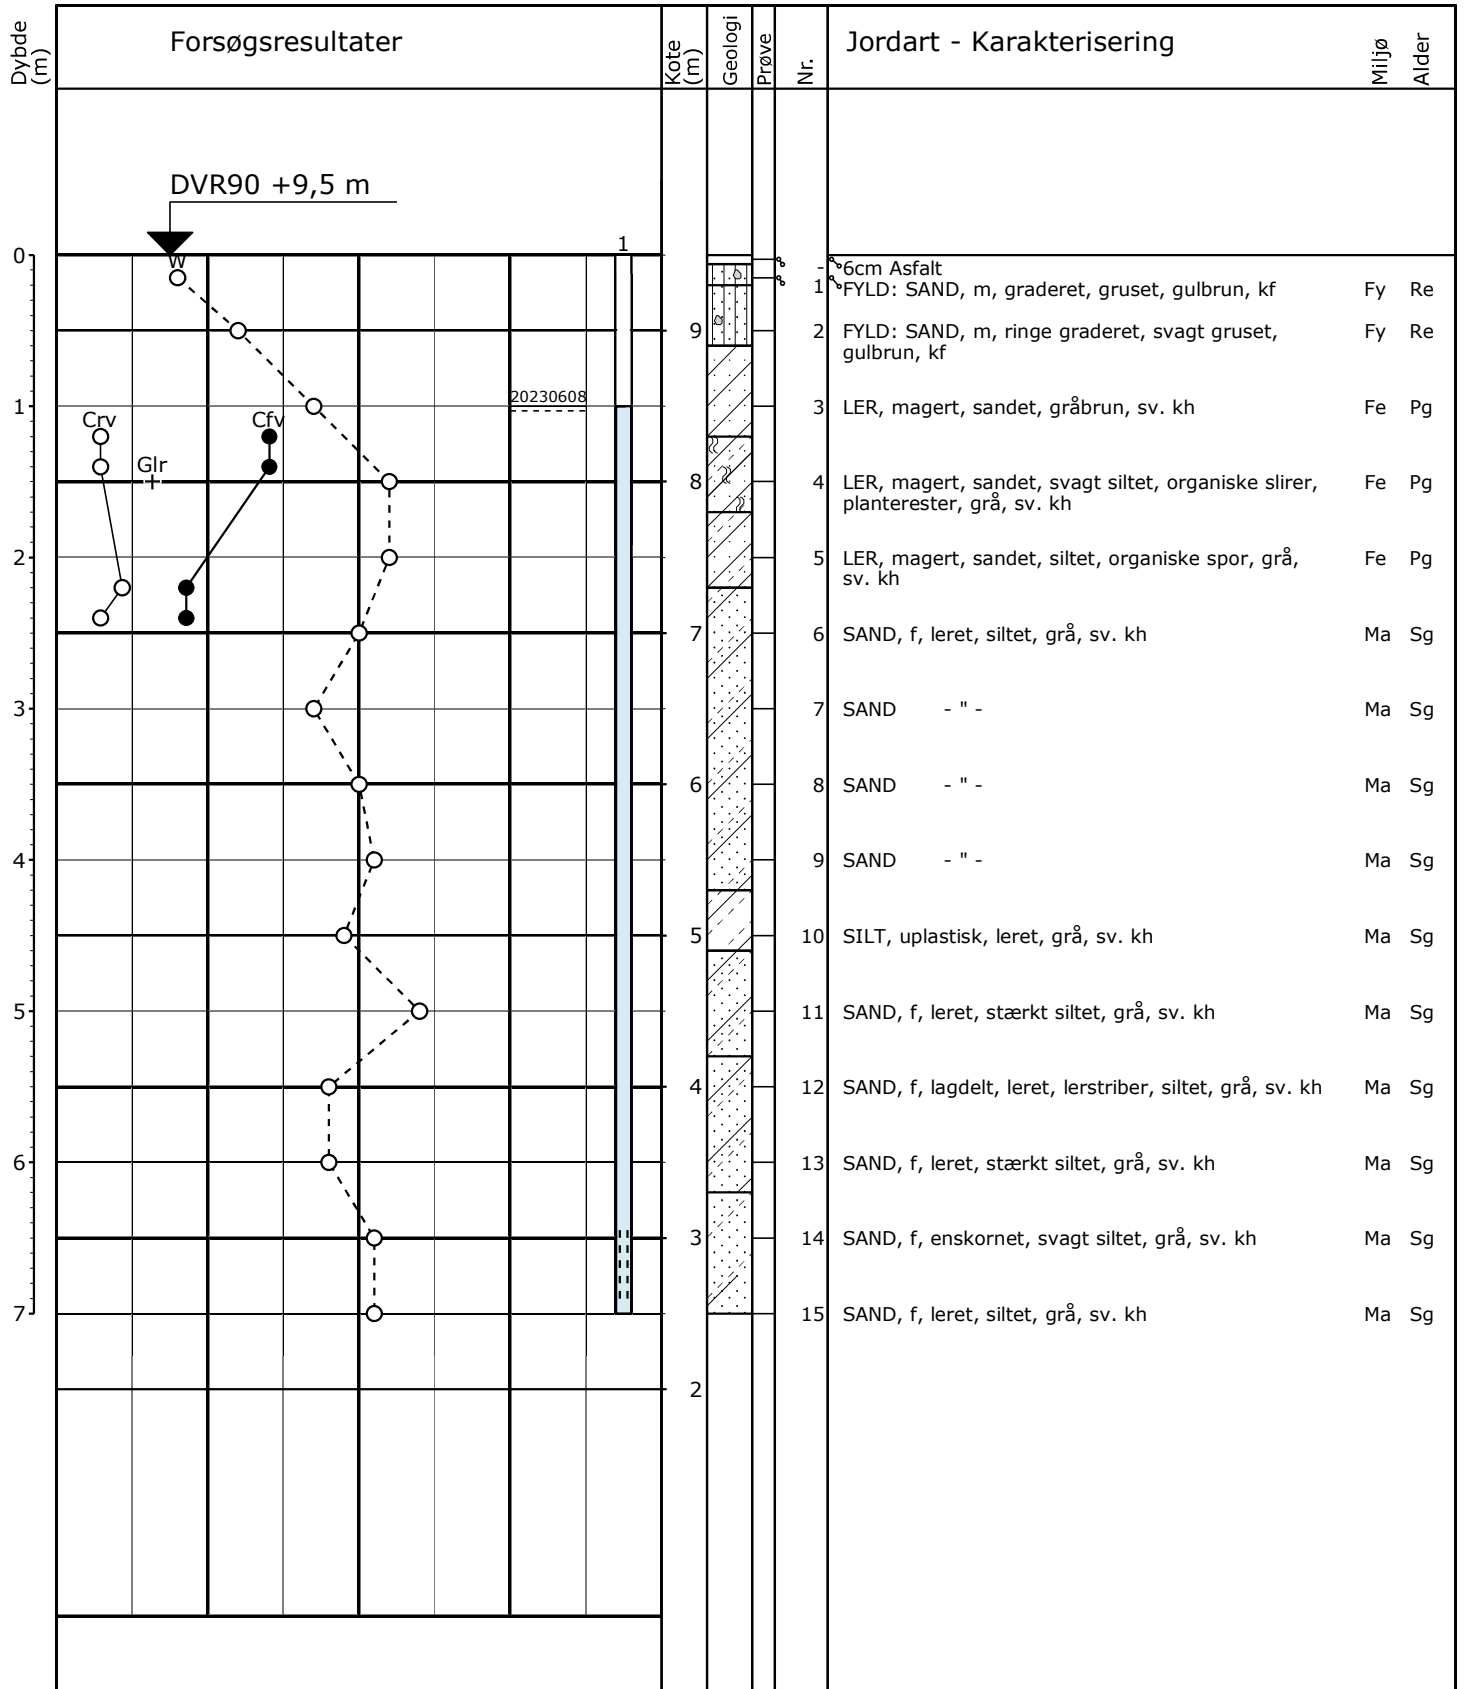 Dybde (m)
Forsøgsresultater
Kote (m)
Geologi
Prøve
Nr.
Jordart - Karakterisering
Miljø
Alder
DVR90 +9,5 m
1
0
W
- 6cm Asfalt
1 FYLD: SAND, m, graderet, gruset, gulbrun, kf Fy Re
9 2 FYLD: SAND, m, ringe graderet, svagt gruset, Fy Re
gulbrun, kf
20230608
1 3 LER, magert, sandet, gråbrun, sv. kh Fe Pg
Crv Cfv
Glr
8 4 LER, magert, sandet, svagt siltet, organiske slirer, Fe Pg
planterester, grå, sv. kh
2 5 LER, magert, sandet, siltet, organiske spor, grå, Fe Pg
sv. kh
7 6 SAND, f, leret, siltet, grå, sv. kh Ma Sg
3 7 SAND - " - Ma Sg
6 8 SAND - " - Ma Sg
4 9 SAND - " - Ma Sg
5 10 SILT, uplastisk, leret, grå, sv. kh Ma Sg
5 11 SAND, f, leret, stærkt siltet, grå, sv. kh Ma Sg
4 12 SAND, f, lagdelt, leret, lerstriber, siltet, grå, sv. kh Ma Sg
6 13 SAND, f, leret, stærkt siltet, grå, sv. kh Ma Sg
3 14 SAND, f, enskornet, svagt siltet, grå, sv. kh Ma Sg
7 15 SAND, f, leret, siltet, grå, sv. kh Ma Sg
2